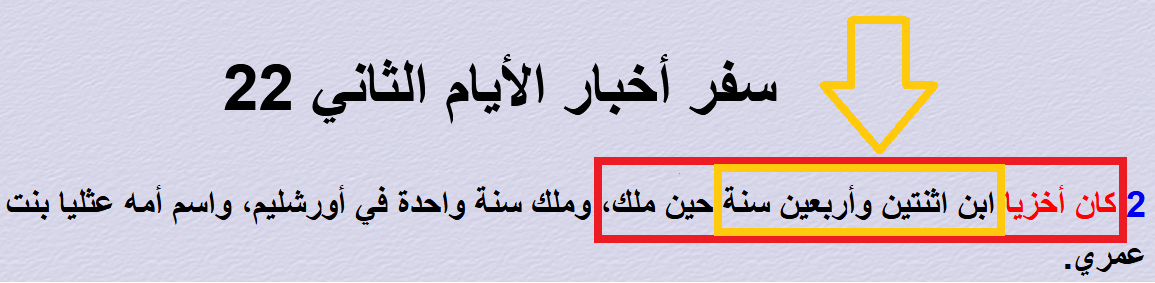 سفر أخبار الأيام الثاني 22
2 كان أخزيا ابن اثنتين وأربعين سنة حين ملك، وملك سنة واحدة في أورشليم، واسم أمه عثليا بنت
عمري.